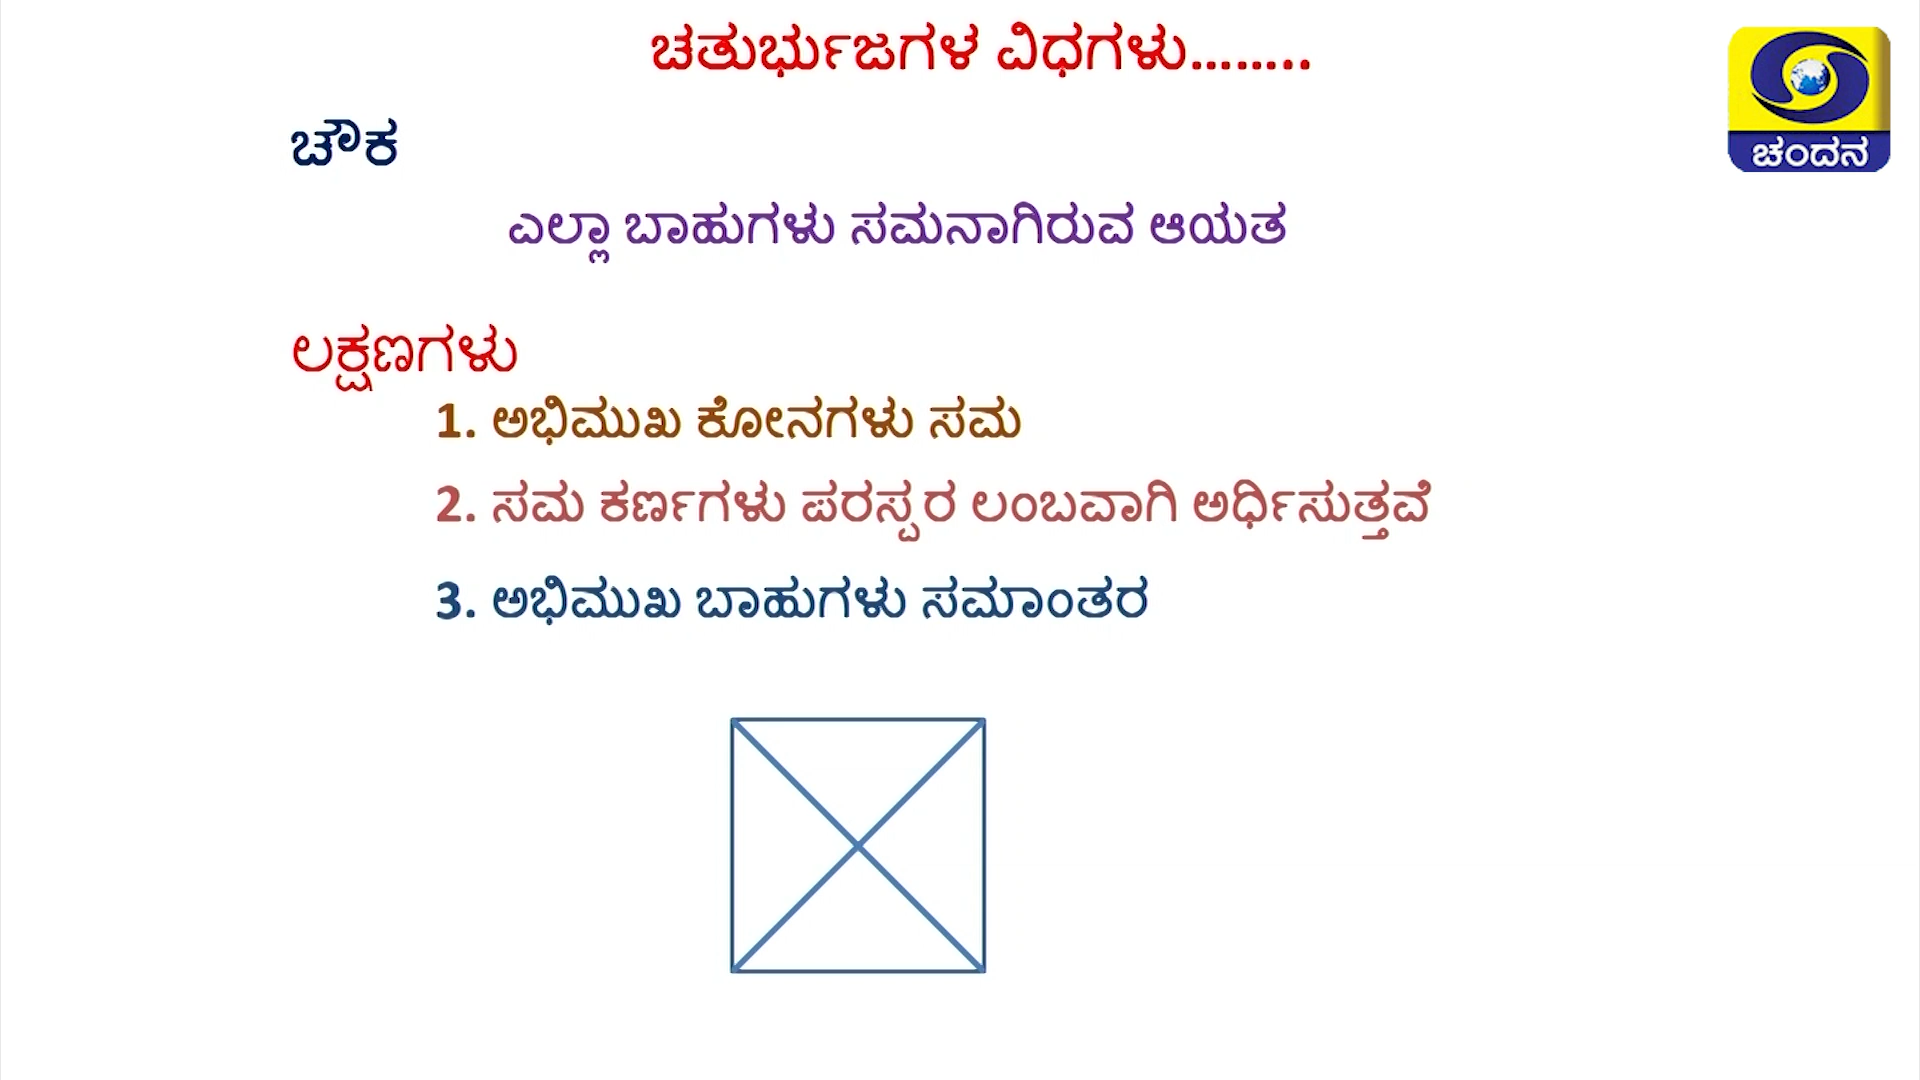 ಚತುರ್ಭುಜಗಳ ವಿಧಗಳು........
ಚಂದನ
ಚೌಕ
ಎಲ್ಲಾ ಬಾಹುಗಳು ಸಮನಾಗಿರುವ ಆಯತ
ಲಕ್ಷಣಗಳು
1. ಅಭಿಮುಖ ಕೋನಗಳು ಸಮ
2. ಸಮ ಕರ್ಣಗಳು ಪರಸ್ಪರ ಲಂಬವಾಗಿ ಅರ್ಧಿಸುತ್ತವೆ
3. ಅಭಿಮುಖ ಬಾಹುಗಳು ಸಮಾಂತರ